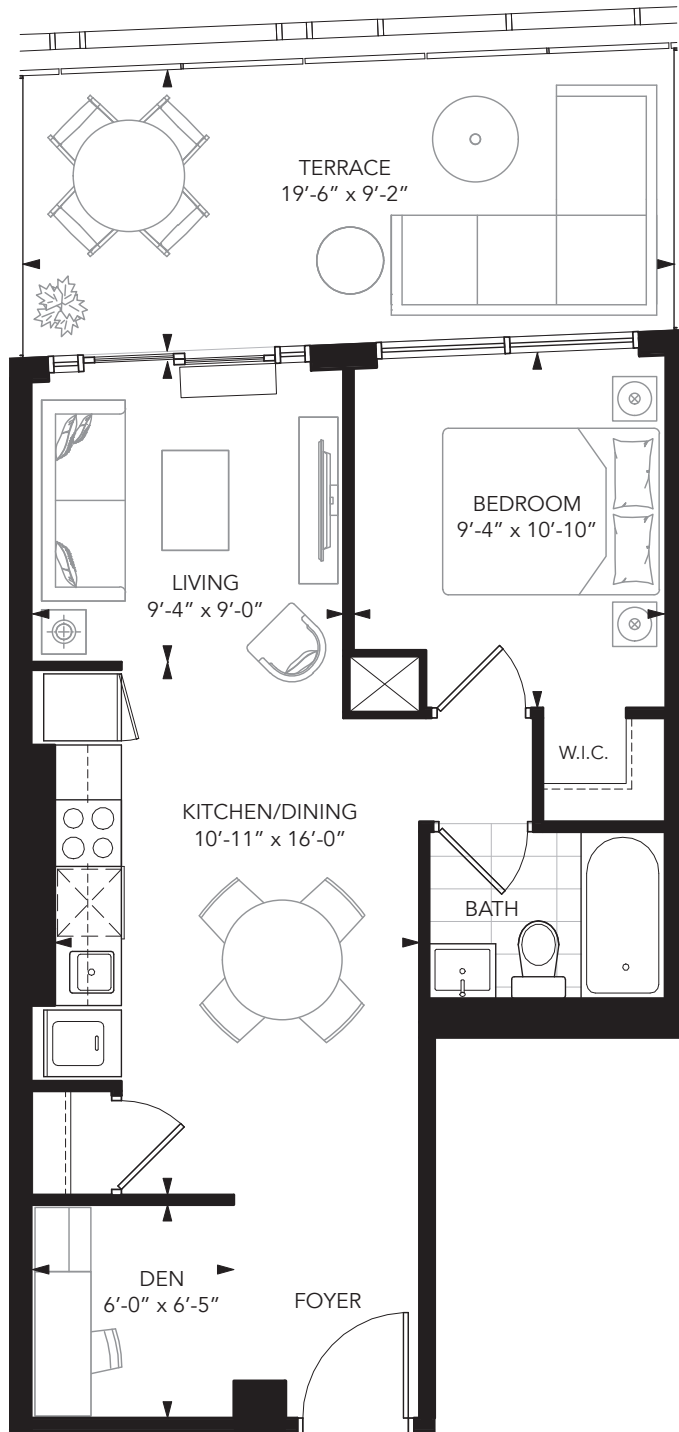 TERRACE
19’-6” x 9’-2”
BEDROOM
9’-4” x 10’-10”
LIVING
9’-4” x 9’-0”
W.I.C.
KITCHEN/DINING
10’-11” x 16’-0”
BATH
DEN
6’-0” x 6’-5”
FOYER